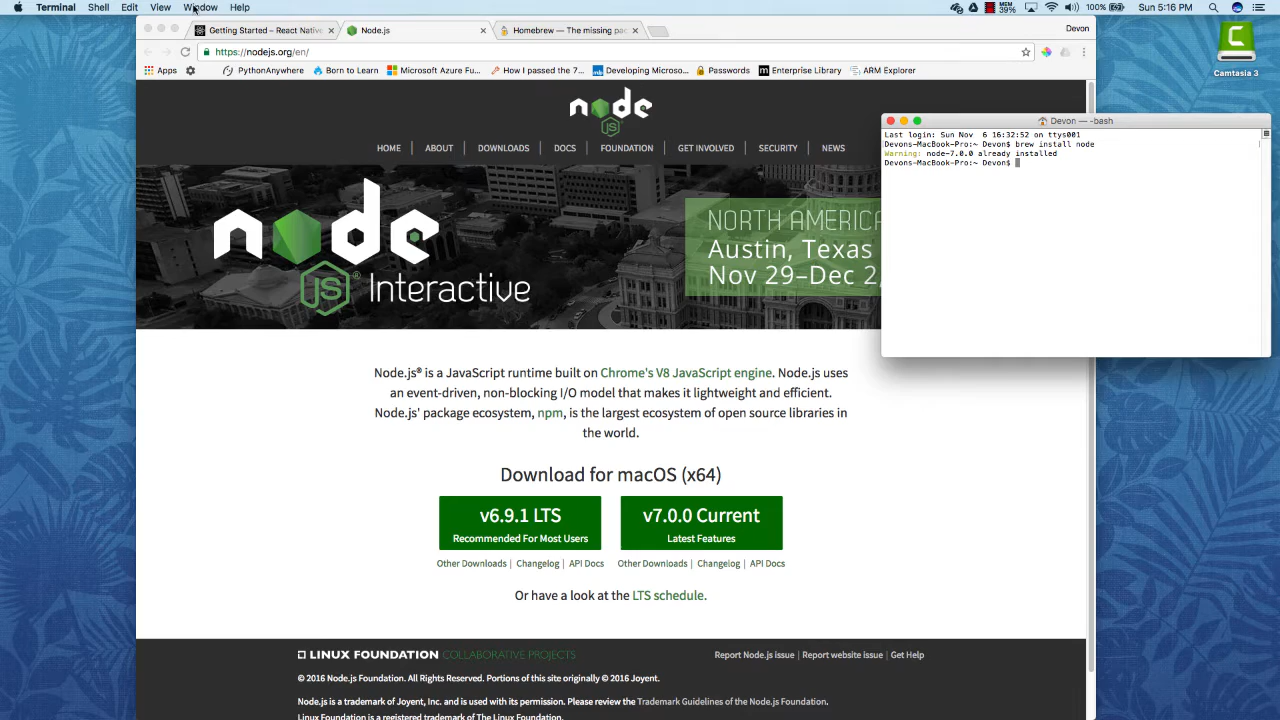 Terminal Shell Edit View Window Help
MEM 39% 100% Sun 5:16 PM
Getting Started – React Native
Node.js
Homebrew — The missing pac
Devon
https://nodejs.org/en/
Apps
PythonAnywhere
Born to Learn
Microsoft Azure Fu...
How I passed the 7...
Developing Microso...
Passwords
Enterprise Library
ARM Explorer
C
Camtasia 3
node
JS
HOME | ABOUT | DOWNLOADS | DOCS | FOUNDATION | GET INVOLVED | SECURITY | NEWS
node
JS® Interactive
NORTH AMERICA
Austin, Texas
Nov 29–Dec 2,
Devon — -bash
Last login: Sun Nov  6 16:32:52 on ttys001
Devons-MacBook-Pro:~ Devon$ brew install node
Warning: node-7.0.0 already installed
Devons-MacBook-Pro:~ Devon$
Node.js® is a JavaScript runtime built on Chrome's V8 JavaScript engine. Node.js uses
an event-driven, non-blocking I/O model that makes it lightweight and efficient.
Node.js' package ecosystem, npm, is the largest ecosystem of open source libraries in
the world.
Download for macOS (x64)
v6.9.1 LTS
Recommended For Most Users
v7.0.0 Current
Latest Features
Other Downloads | Changelog | API Docs
Other Downloads | Changelog | API Docs
Or have a look at the LTS schedule.
LINUX FOUNDATION COLLABORATIVE PROJECTS
Report Node.js issue | Report website issue | Get Help
© 2016 Node.js Foundation. All Rights Reserved. Portions of this site originally © 2016 Joyent.
Node.js is a trademark of Joyent, Inc. and is used with its permission. Please review the Trademark Guidelines of the Node.js Foundation.
Linux Foundation is a registered trademark of The Linux Foundation.